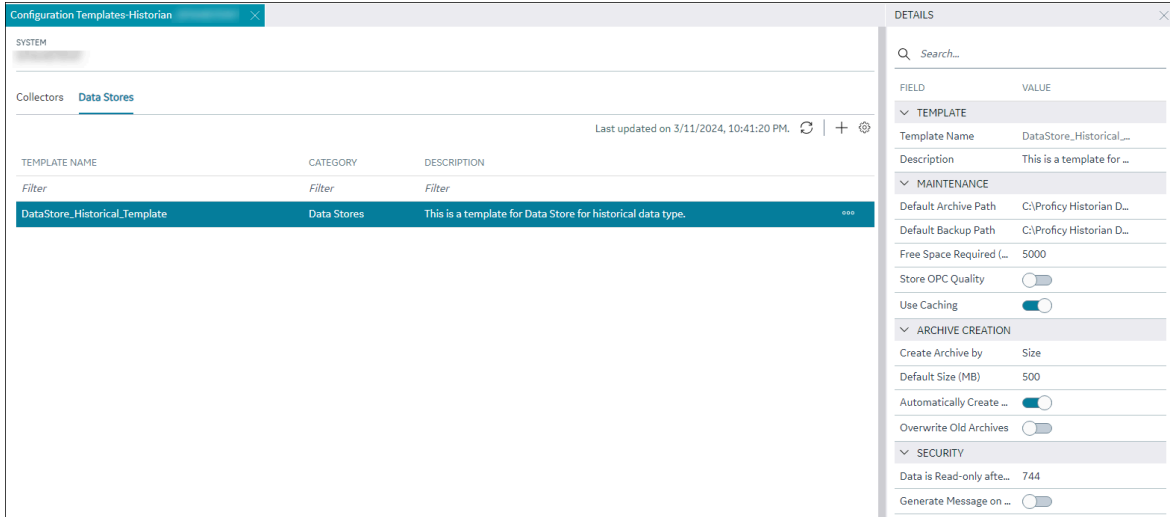 Configuration Templates-Historian
SYSTEM
Collectors Data Stores
Last updated on 3/11/2024, 10:41:20 PM.
TEMPLATE NAME CATEGORY DESCRIPTION
Filter Filter Filter
DataStore_Historical_Template Data Stores This is a template for Data Store for historical data type.
DETAILS
Search...
FIELD VALUE
TEMPLATE
Template Name DataStore_Historical_...
Description This is a template for ...
MAINTENANCE
Default Archive Path C:\Proficy Historian D...
Default Backup Path C:\Proficy Historian D...
Free Space Required (... 5000
Store OPC Quality
Use Caching
ARCHIVE CREATION
Create Archive by Size
Default Size (MB) 500
Automatically Create ...
Overwrite Old Archives
SECURITY
Data is Read-only afte... 744
Generate Message on ...